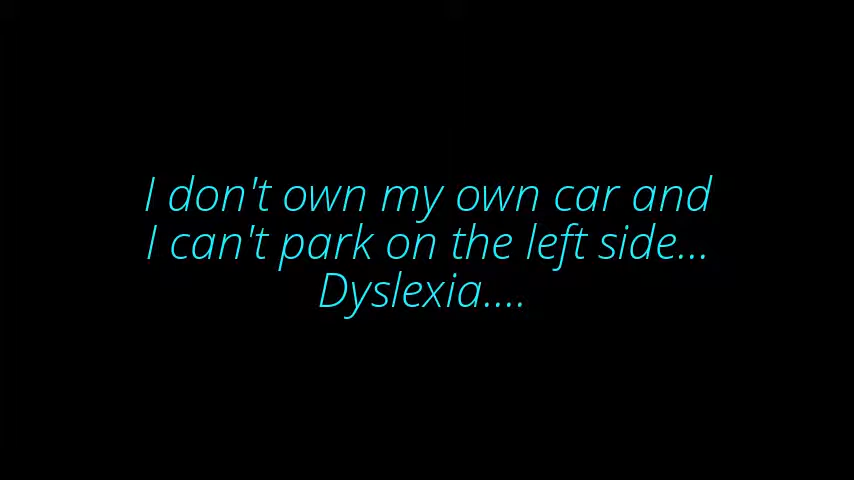 I don't own my own car and
I can't park on the left side...
Dyslexia....